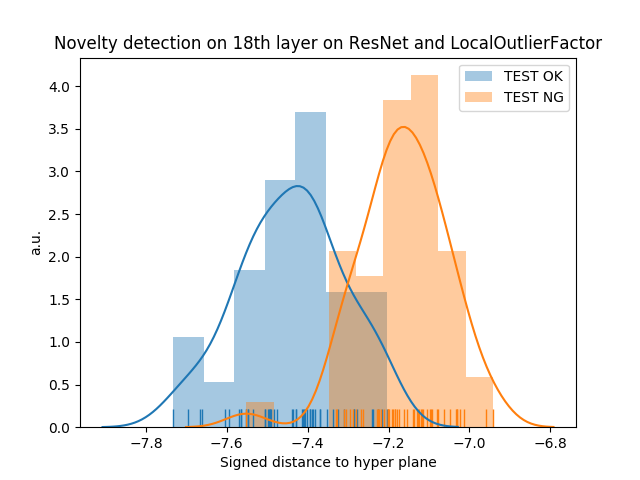 Novelty detection on 18th layer on ResNet and LocalOutlierFactor
TEST OK
TEST NG
a.u.
4.0
3.5
3.0
2.5
2.0
1.5
1.0
0.5
0.0
−7.8 −7.6 −7.4 −7.2 −7.0 −6.8
Signed distance to hyper plane